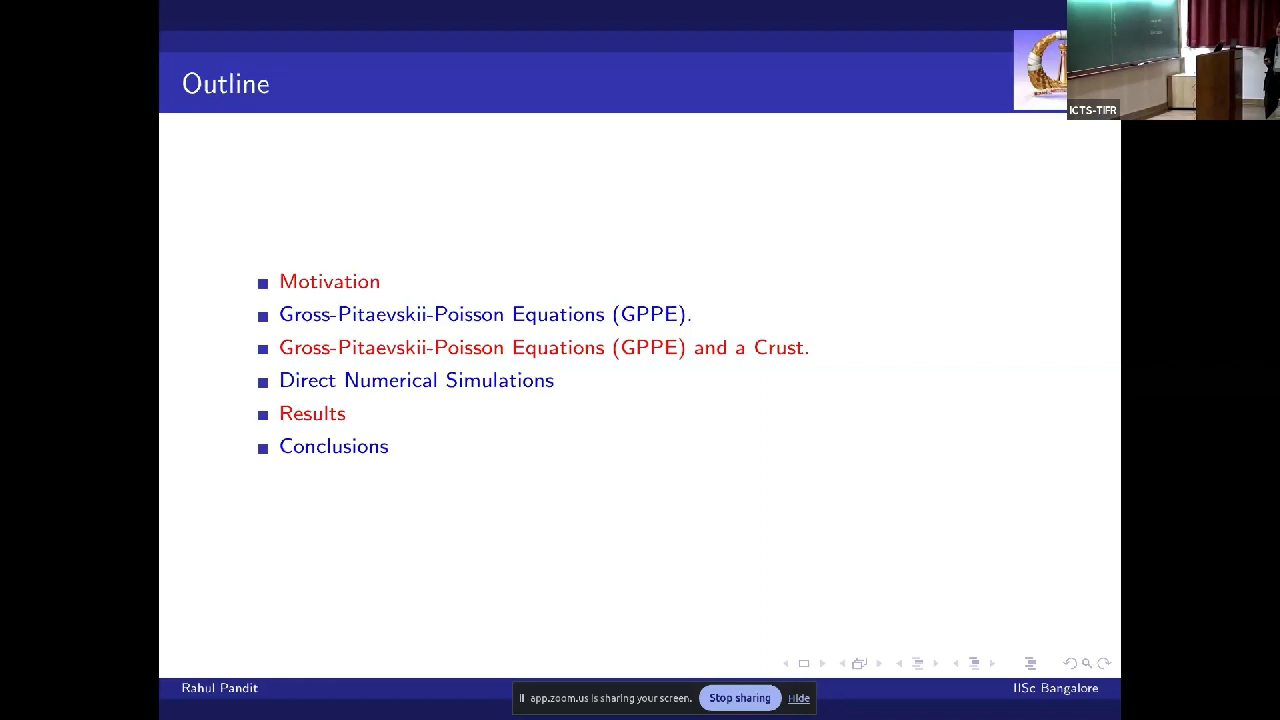 Outline
ICTS-TIFR
Motivation
Gross-Pitaevskii-Poisson Equations (GPPE).
Gross-Pitaevskii-Poisson Equations (GPPE) and a Crust.
Direct Numerical Simulations
Results
Conclusions
Rahul Pandit
app.zoom.us is sharing your screen.
Stop sharing
Hide
IISc Bangalore